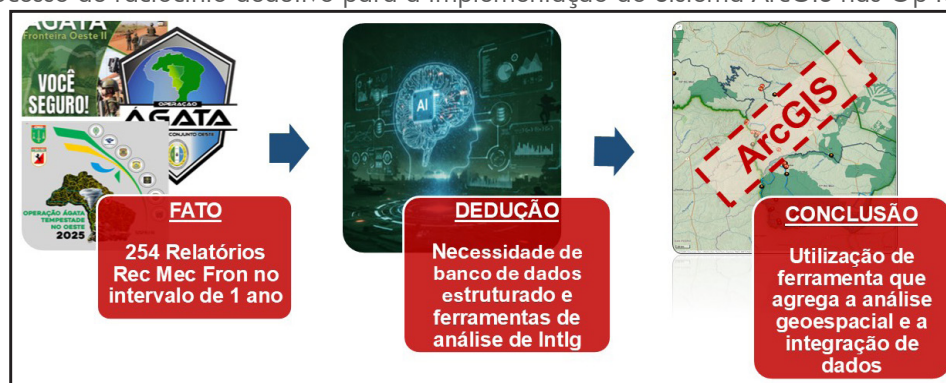 processo de raciocínio dedutivo para a implementação do sistema ArcGIS nas Op
ÁGATA
Fronteira Oeste II
VOCÊ
SEGURO!
OPERAÇÃO
ÁGATA
CONJUNTO OESTE
OPERAÇÃO ÁGATA
TEMPESTADE
NO OESTE
2025
FATO
254 Relatórios
Rec Mec Fron no
intervalo de 1 ano
AI
DEDUÇÃO
Necessidade de
banco de dados
estruturado e
ferramentas de
análise de Intlg
ArcGIS
CONCLUSÃO
Utilização de
ferramenta que
agrega a análise
geoespacial e a
integração de
dados